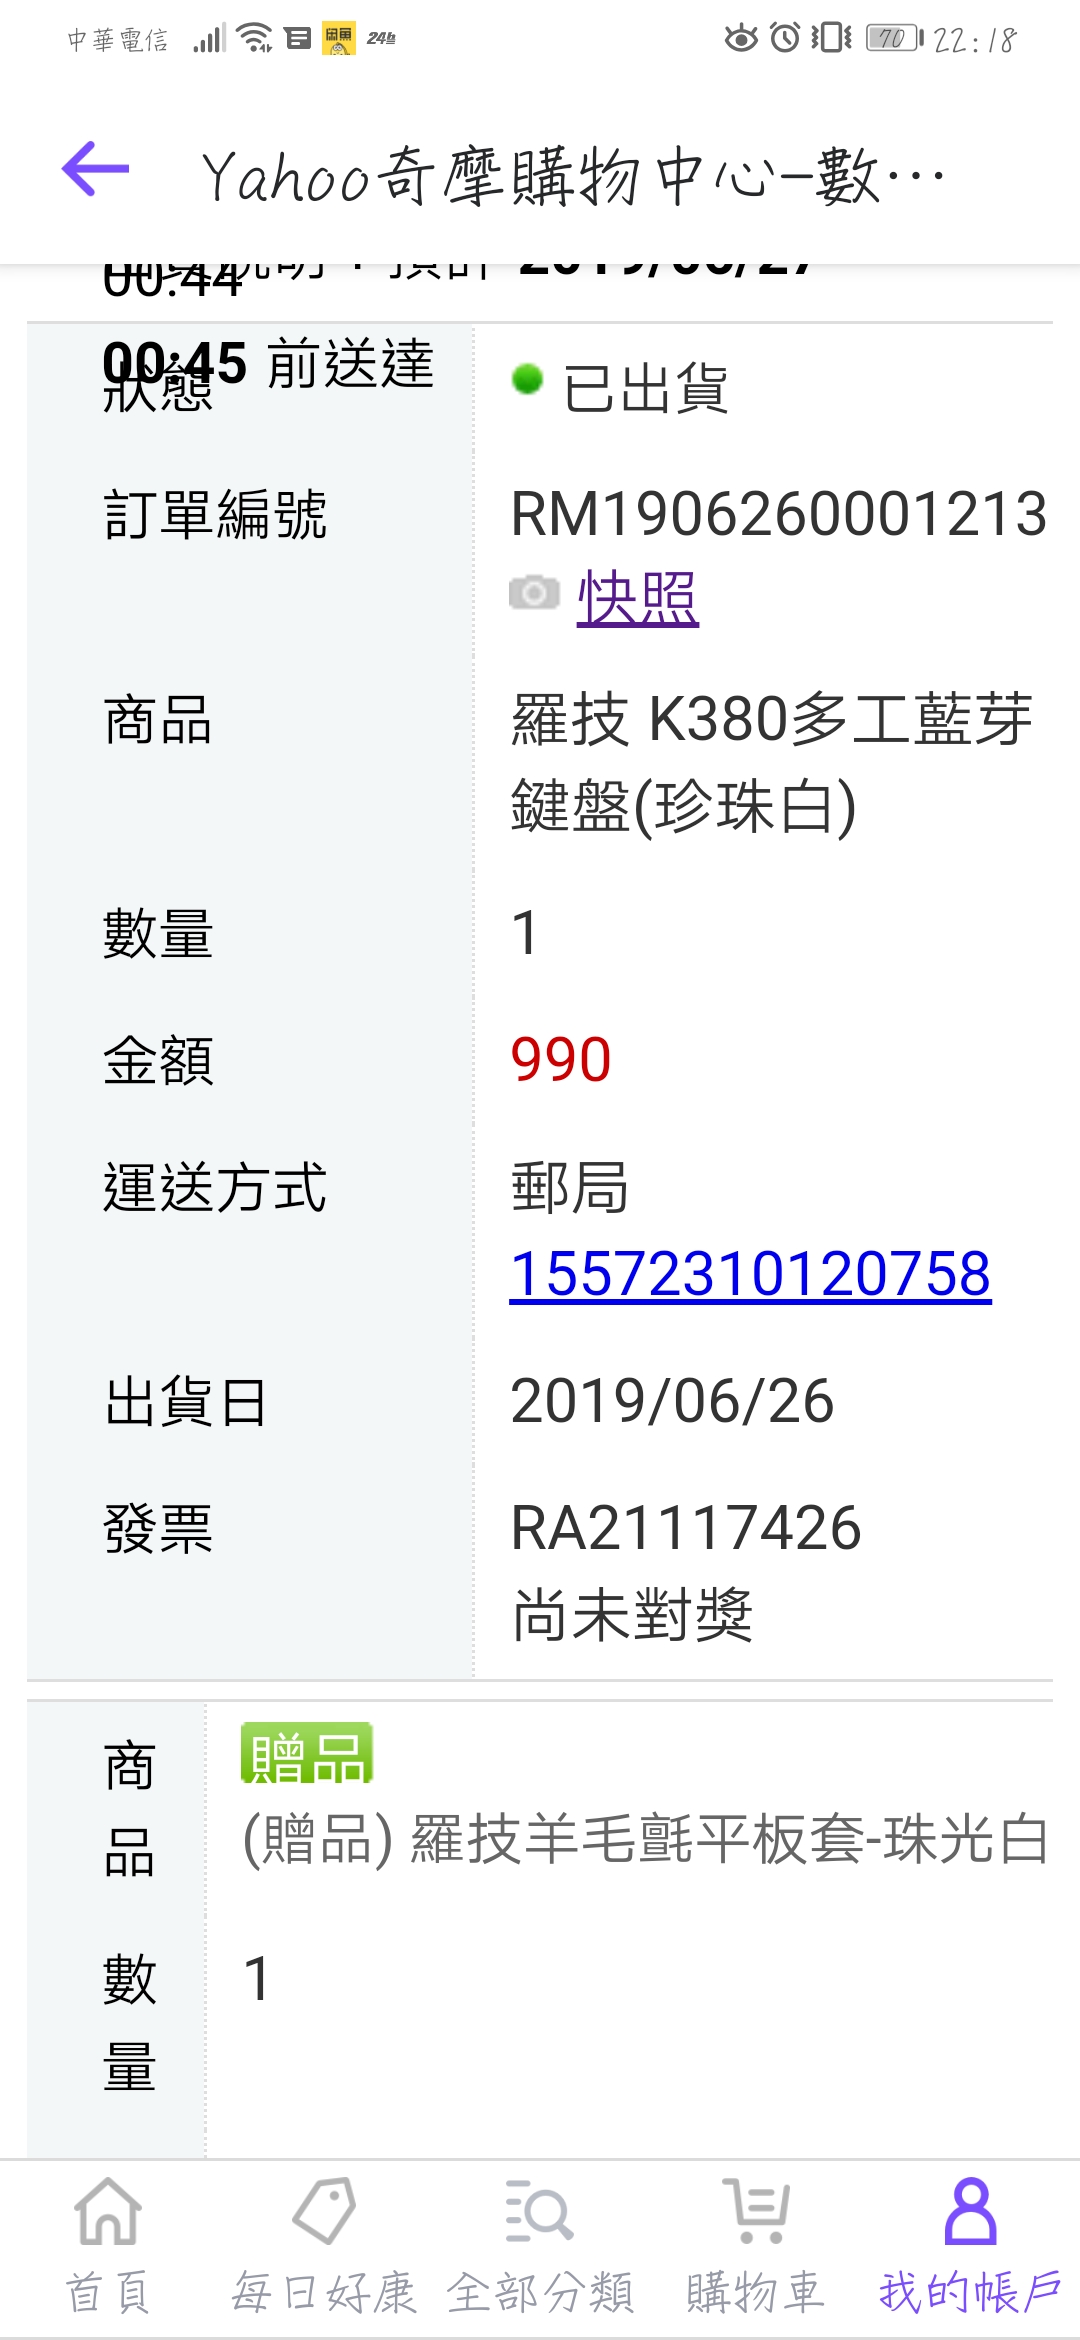 中華電信 閑魚 24h 70 22:18
Yahoo奇摩購物中心-數…
00:44
00:45 前送達
狀態 已出貨
訂單編號 RM1906260001213
快照
商品 羅技 K380多工藍芽
鍵盤(珍珠白)
數量 1
金額 990
運送方式 郵局
15572310120758
出貨日 2019/06/26
發票 RA21117426
尚未對獎
商品 贈品
(贈品) 羅技羊毛氈平板套-珠光白
數量 1
首頁 每日好康 全部分類 購物車 我的帳戶